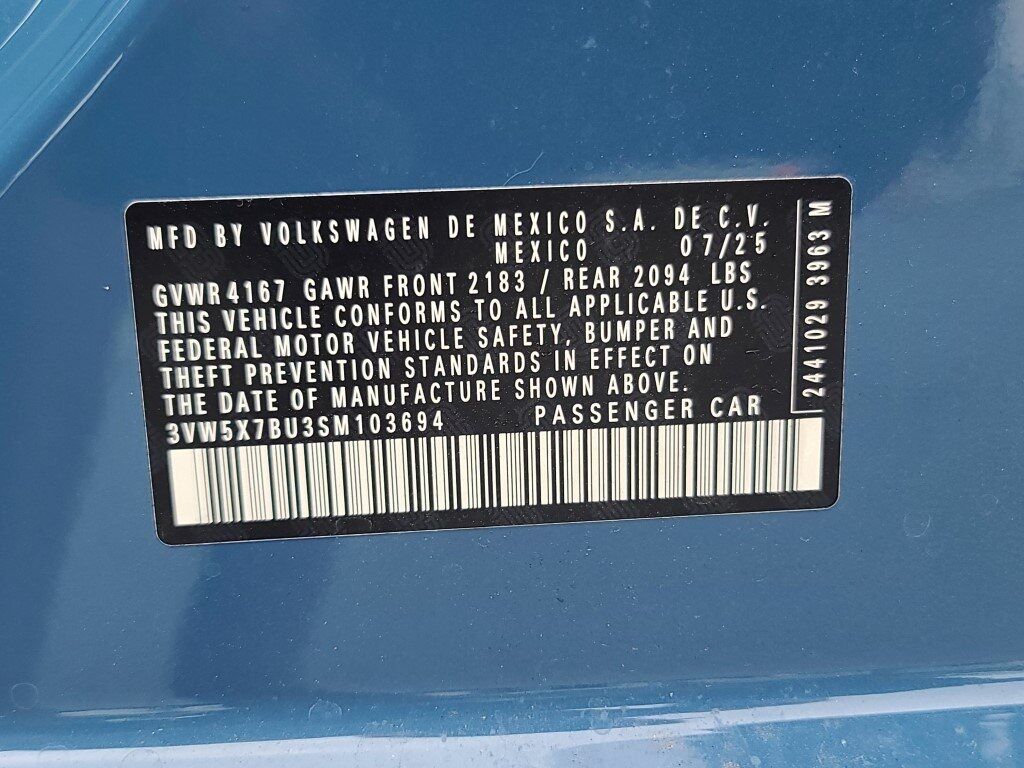 MFD BY VOLKSWAGEN DE MEXICO S.A. DE C.V.
MEXICO 07/25
GVWR 4167 GAWR FRONT 2183 / REAR 2094 LBS
THIS VEHICLE CONFORMS TO ALL APPLICABLE U.S.
FEDERAL MOTOR VEHICLE SAFETY, BUMPER AND
THEFT PREVENTION STANDARDS IN EFFECT ON
THE DATE OF MANUFACTURE SHOWN ABOVE.
3VW5X7BU3SM103694 PASSENGER CAR
2441029 3963 M